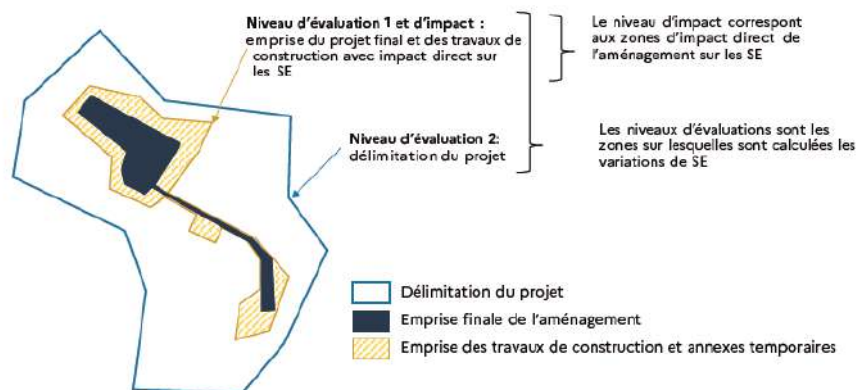 Niveau d'évaluation 1 et d'impact :
emprise du projet final et des travaux de
construction avec impact direct sur
les SE
Le niveau d'impact correspont
aux zones d'impact direct de
l'aménagement sur les SE
Niveau d'évaluation 2:
délimitation du projet
Les niveaux d'évaluations sont les
zones sur lesquelles sont calculées les
variations de SE
Délimitation du projet
Emprise finale de l'aménagement
Emprise des travaux de construction et annexes temporaires